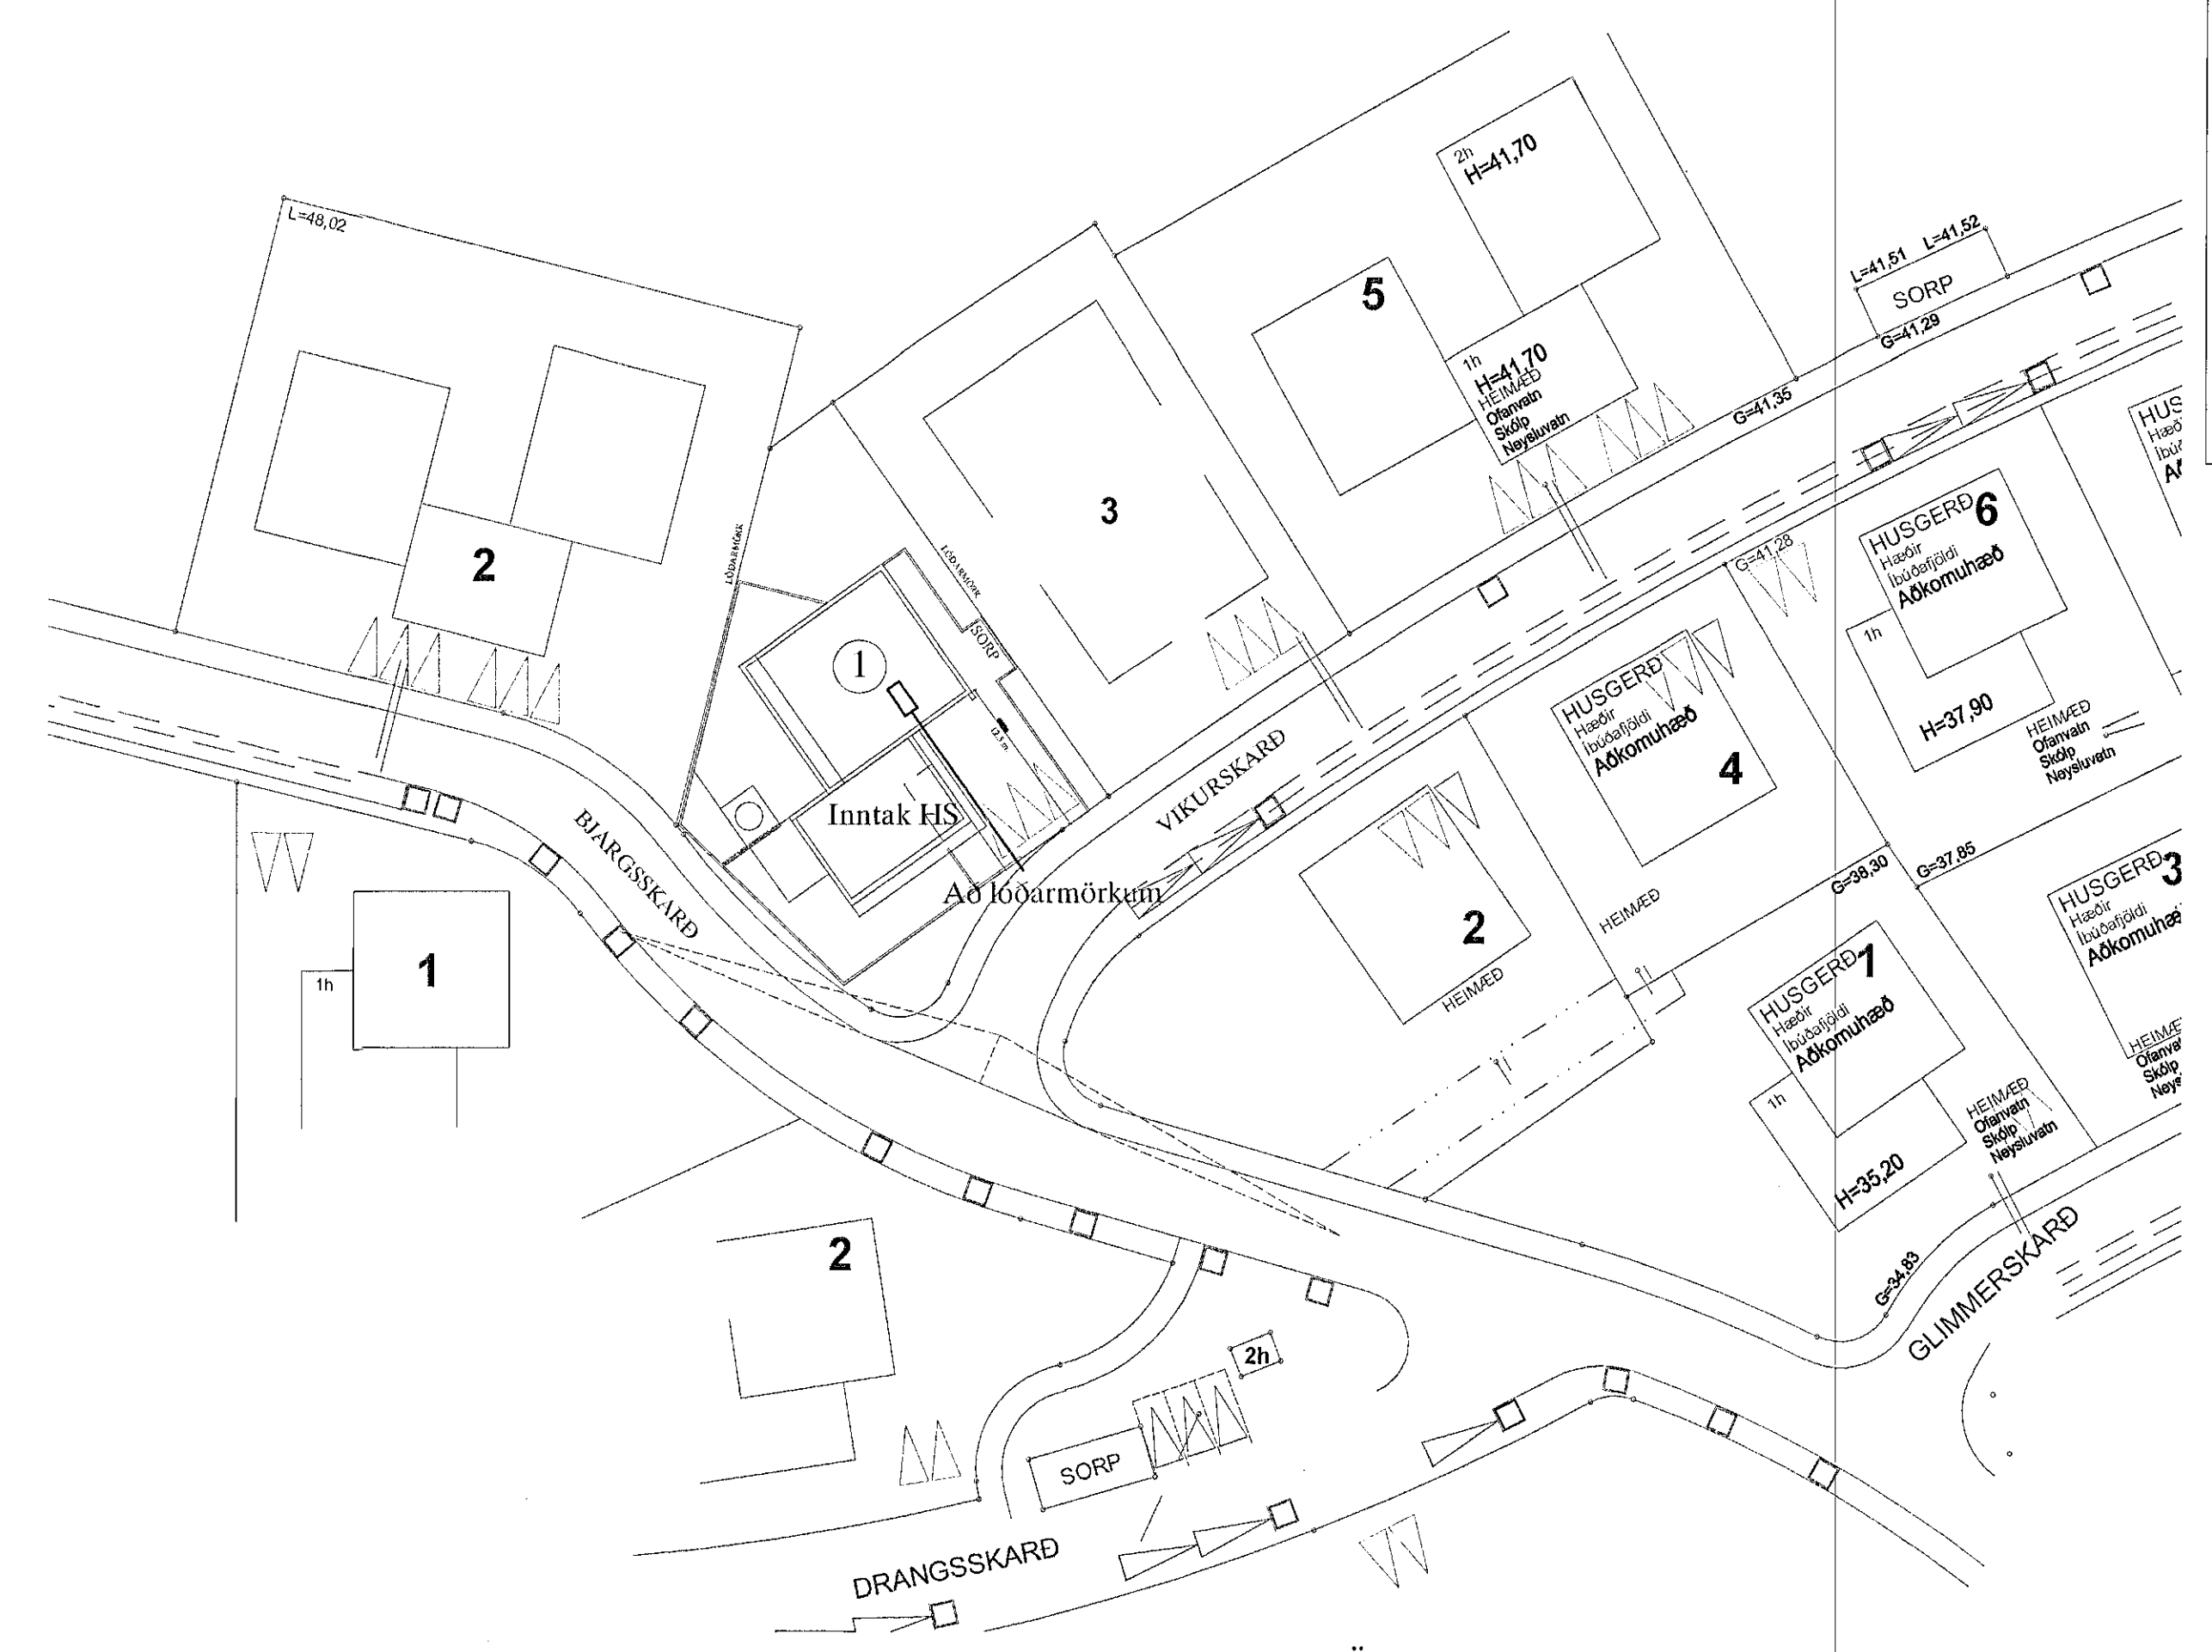 L=48,02
2
LÓÐARMÖRK
2h
H=41,70
5
1h
H=41,70
HEIMÆÐ
Ofanvatn
Skólp
Neysluvatn
3
LÓÐARMÖRK
SORP
1
12.5 m
Inntak HS
Að lóðarmörkum
L=41,51
L=41,52
SORP
G=41,29
G=41,35
G=41,28
HUSGERÐ
6
Hæðir
Íbúðafjöldi
Aðkomuhæð
1h
H=37,90
HEIMÆÐ
Ofanvatn
Skólp
Neysluvatn
HUSGERÐ
Hæðir
Íbúðafjöldi
Aðkomuhæð
4
HEIMÆÐ
VIKURSKARÐ
BJARGSSKARÐ
2
HEIMÆÐ
G=38,30
G=37,85
HUSGERÐ
1
Hæðir
Íbúðafjöldi
Aðkomuhæð
1h
H=35,20
HEIMÆÐ
Ofanvatn
Skólp
Neysluvatn
HUSGERÐ
3
Hæðir
Íbúðafjöldi
1
1h
2
2h
SORP
DRANGSSKARÐ
G=34,83
GLIMMERSKARÐ